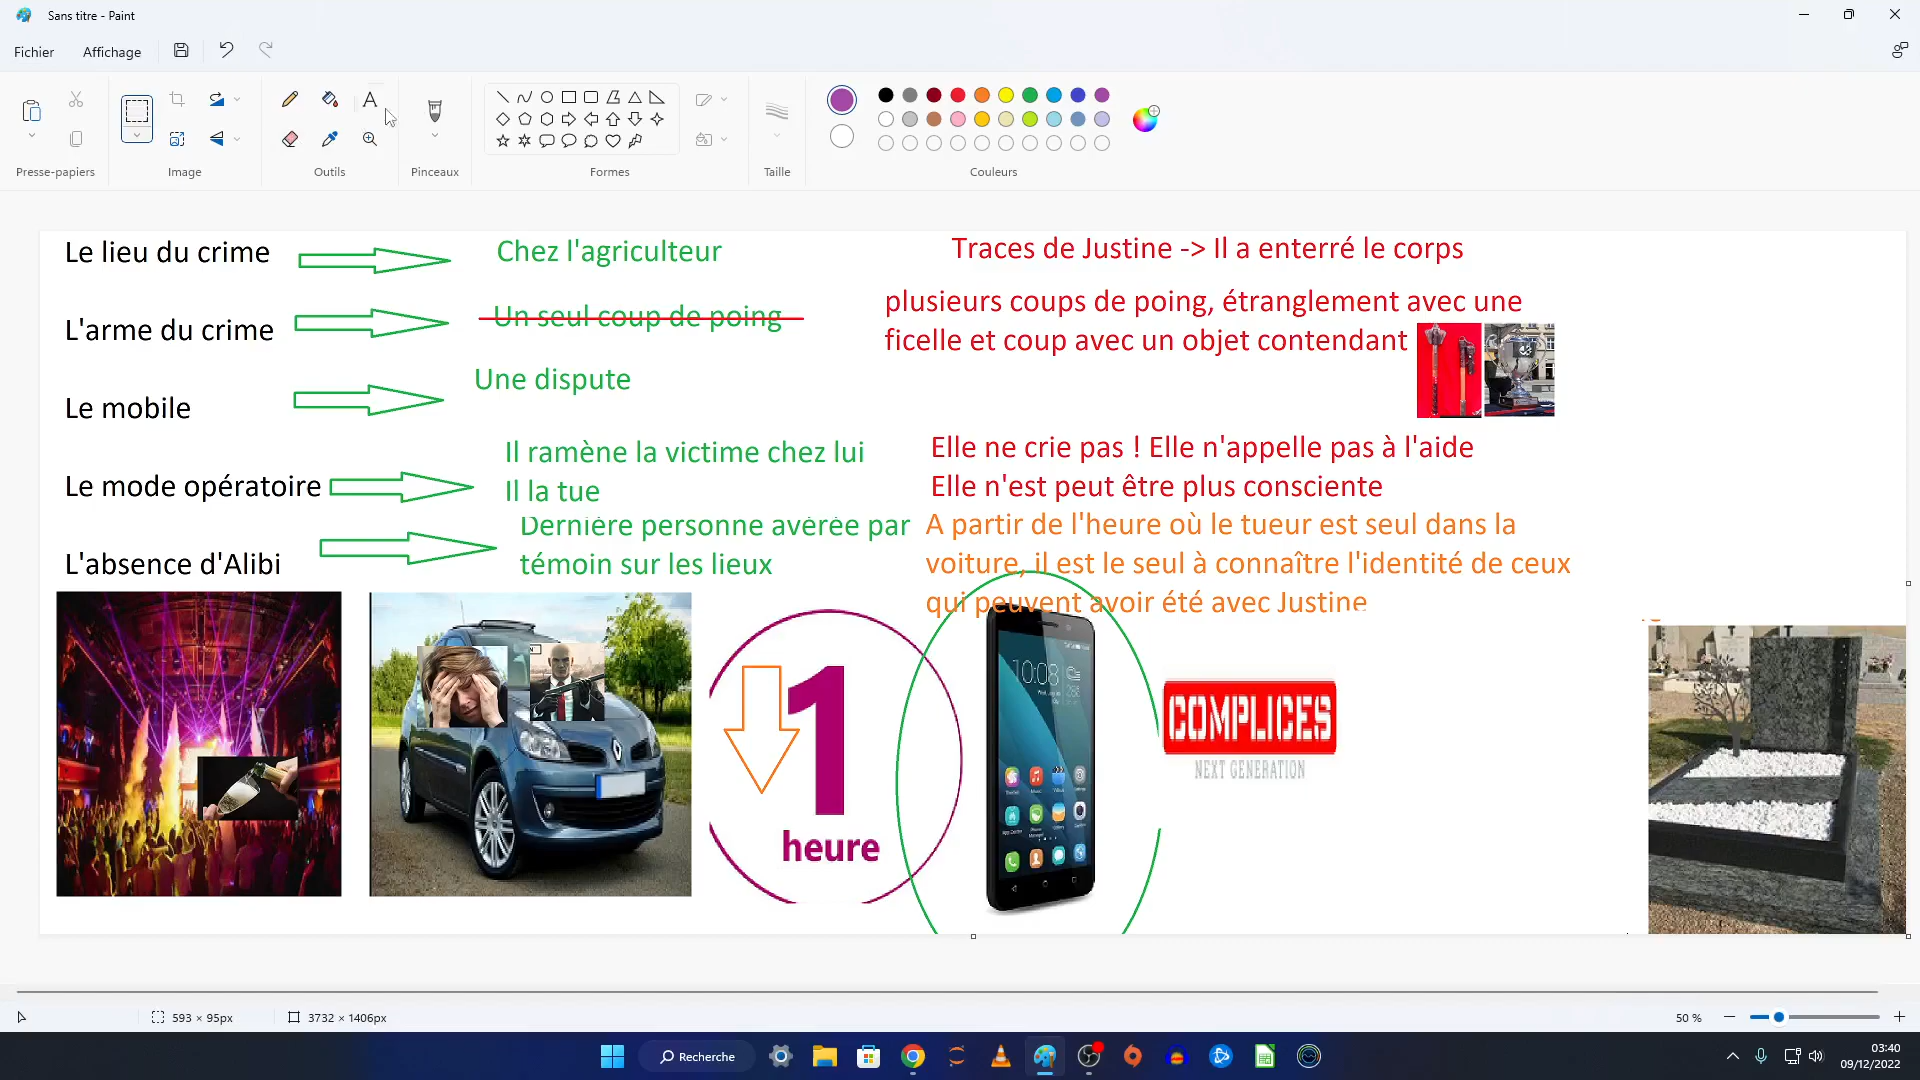 Sans titre - Paint
Fichier
Affichage
Presse-papiers
Image
Outils
Pinceaux
Formes
Taille
Couleurs
Le lieu du crime
Chez l'agriculteur
Traces de Justine -> Il a enterré le corps
L'arme du crime
Un seul coup de poing
plusieurs coups de poing, étranglement avec une
ficelle et coup avec un objet contendant
Le mobile
Une dispute
Le mode opératoire
Il ramène la victime chez lui
Il la tue
Elle ne crie pas ! Elle n'appelle pas à l'aide
Elle n'est peut être plus consciente
L'absence d'Alibi
Dernière personne avérée par
témoin sur les lieux
A partir de l'heure où le tueur est seul dans la
voiture, il est le seul à connaître l'identité de ceux
qui peuvent avoir été avec Justine
1
heure
10:08
COMPLICES
NEXT GENERATION
593 × 95px
3732 × 1406px
50 %
Recherche
03:40
09/12/2022